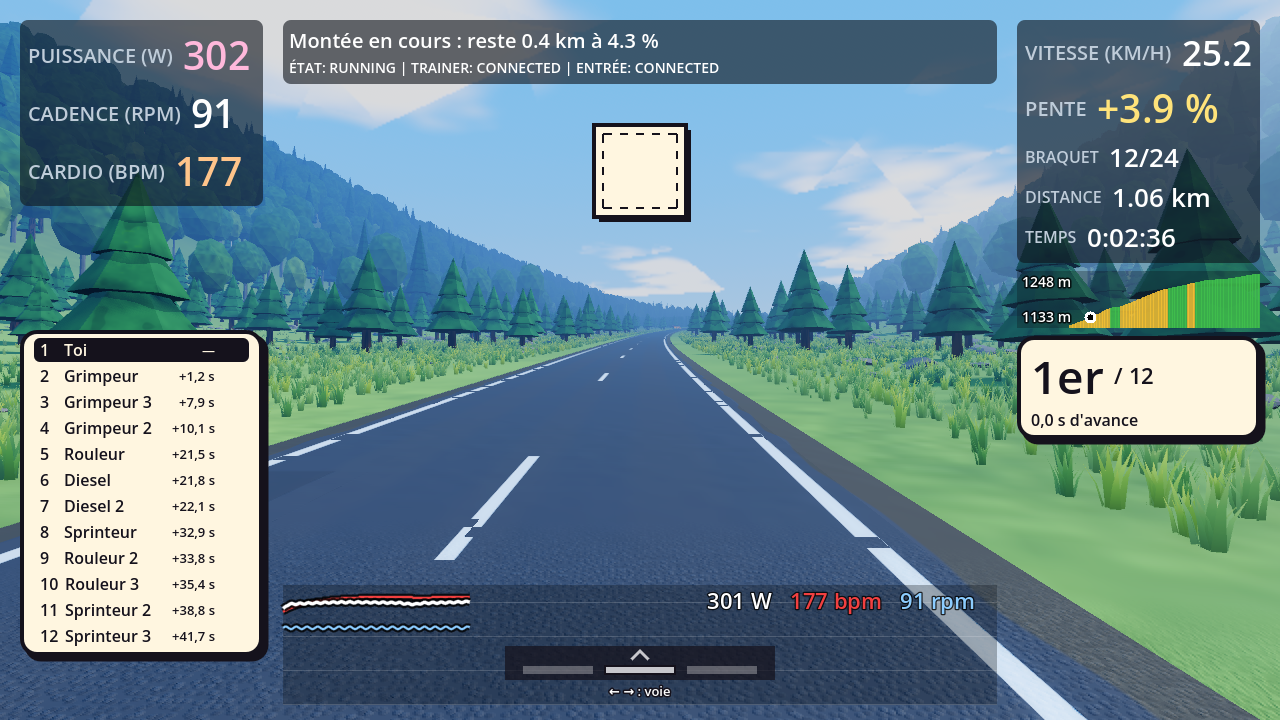 PUISSANCE (W) 302
CADENCE (RPM) 91
CARDIO (BPM) 177
Montée en cours : reste 0.4 km à 4.3 %
ÉTAT: RUNNING | TRAINER: CONNECTED | ENTRÉE: CONNECTED
VITESSE (KM/H) 25.2
PENTE +3.9 %
BRAQUET 12/24
DISTANCE 1.06 km
TEMPS 0:02:36
1248 m
1133 m
1er / 12
0,0 s d'avance
1 Toi —
2 Grimpeur +1,2 s
3 Grimpeur 3 +7,9 s
4 Grimpeur 2 +10,1 s
5 Rouleur +21,5 s
6 Diesel +21,8 s
7 Diesel 2 +22,1 s
8 Sprinteur +32,9 s
9 Rouleur 2 +33,8 s
10 Rouleur 3 +35,4 s
11 Sprinteur 2 +38,8 s
12 Sprinteur 3 +41,7 s
301 W 177 bpm 91 rpm
← → : voie